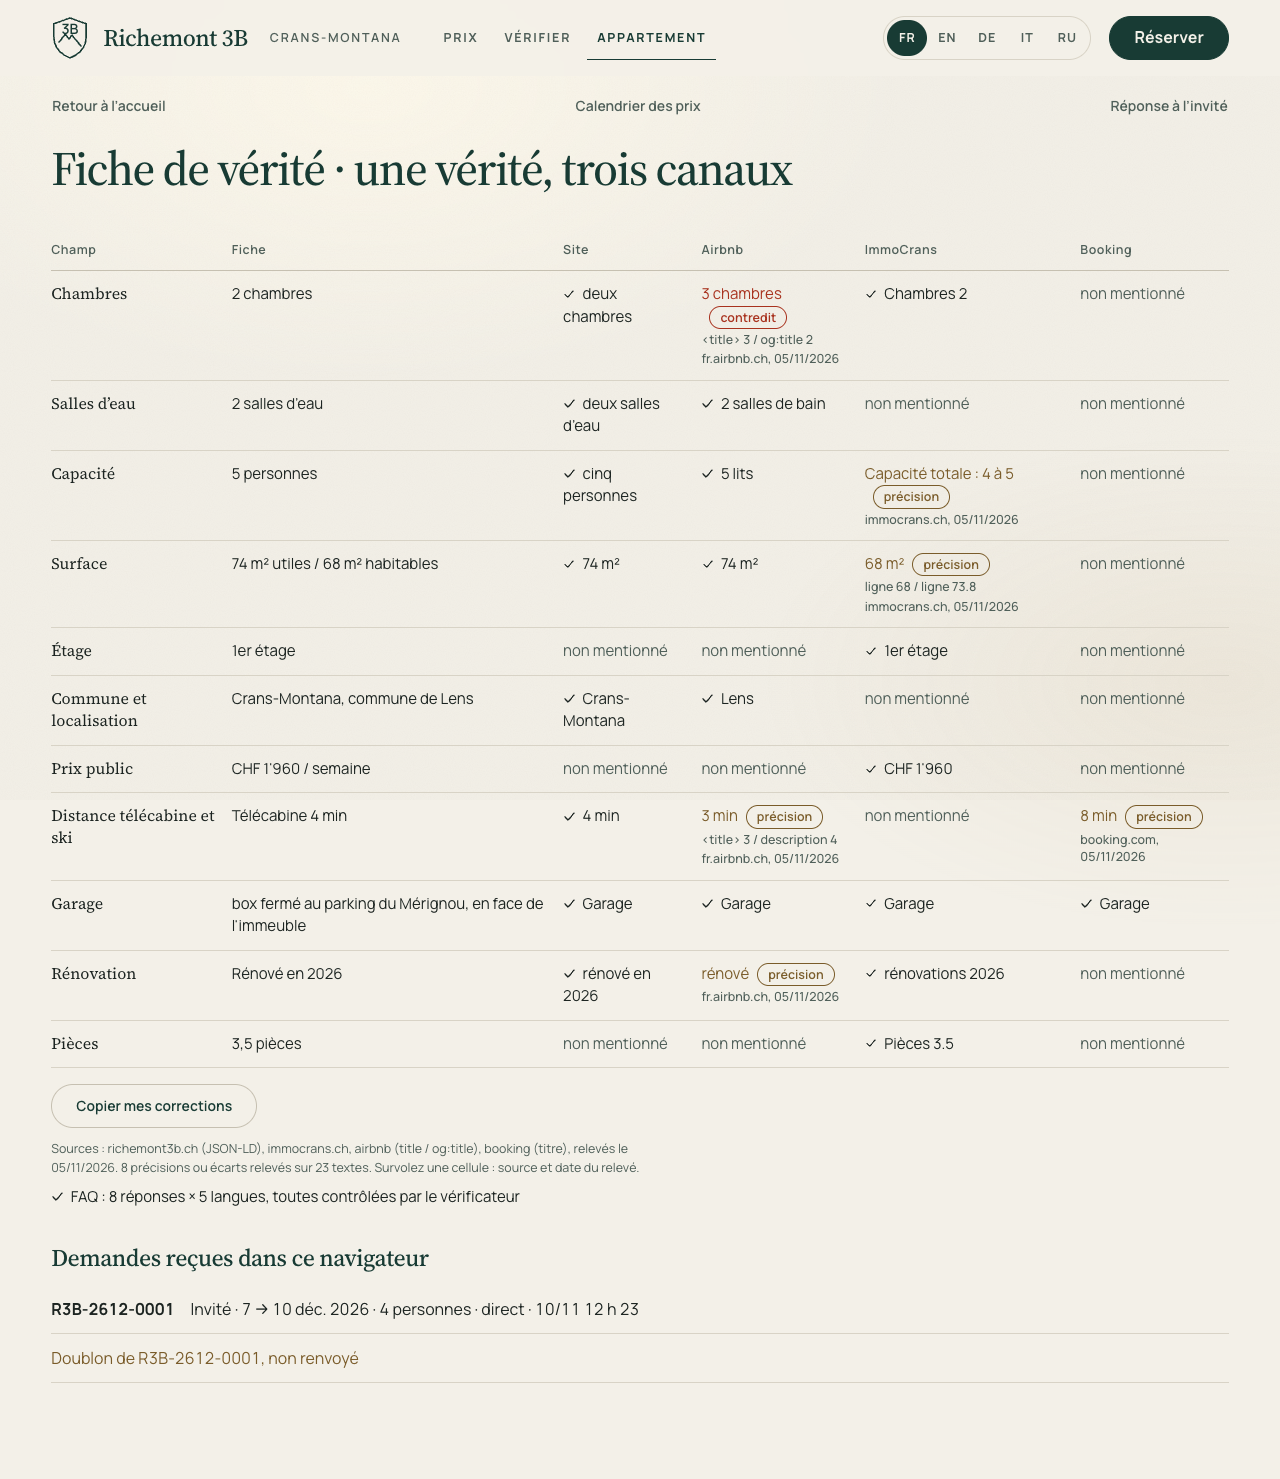 3B Richemont 3B CRANS-MONTANA PRIX VÉRIFIER APPARTEMENT FR EN DE IT RU Réserver
Retour à l'accueil Calendrier des prix Réponse à l'invité
Fiche de vérité · une vérité, trois canaux
Champ Fiche Site Airbnb ImmoCrans Booking
Chambres 2 chambres ✓ deux chambres 3 chambres contredit ✓ Chambres 2 non mentionné
<title> 3 / og:title 2
fr.airbnb.ch, 05/11/2026
Salles d’eau 2 salles d'eau ✓ deux salles d'eau ✓ 2 salles de bain non mentionné non mentionné
Capacité 5 personnes ✓ cinq personnes ✓ 5 lits Capacité totale : 4 à 5 précision non mentionné
immocrans.ch, 05/11/2026
Surface 74 m² utiles / 68 m² habitables ✓ 74 m² ✓ 74 m² 68 m² précision non mentionné
ligne 68 / ligne 73.8
immocrans.ch, 05/11/2026
Étage 1er étage non mentionné non mentionné ✓ 1er étage non mentionné
Commune et localisation Crans-Montana, commune de Lens ✓ Crans-Montana ✓ Lens non mentionné non mentionné
Prix public CHF 1'960 / semaine non mentionné non mentionné ✓ CHF 1'960 non mentionné
Distance télécabine et ski Télécabine 4 min ✓ 4 min 3 min précision non mentionné 8 min précision
<title> 3 / description 4 booking.com,
fr.airbnb.ch, 05/11/2026 05/11/2026
Garage box fermé au parking du Mérignou, en face de l'immeuble ✓ Garage ✓ Garage ✓ Garage ✓ Garage
Rénovation Rénové en 2026 ✓ rénové en 2026 rénové précision ✓ rénovations 2026 non mentionné
fr.airbnb.ch, 05/11/2026
Pièces 3,5 pièces non mentionné non mentionné ✓ Pièces 3.5 non mentionné
Copier mes corrections
Sources : richemont3b.ch (JSON-LD), immocrans.ch, airbnb (title / og:title), booking (titre), relevés le
05/11/2026. 8 précisions ou écarts relevés sur 23 textes. Survolez une cellule : source et date du relevé.
✓ FAQ : 8 réponses × 5 langues, toutes contrôlées par le vérificateur
Demandes reçues dans ce navigateur
R3B-2612-0001 Invité · 7 → 10 déc. 2026 · 4 personnes · direct · 10/11 12 h 23
Doublon de R3B-2612-0001, non renvoyé